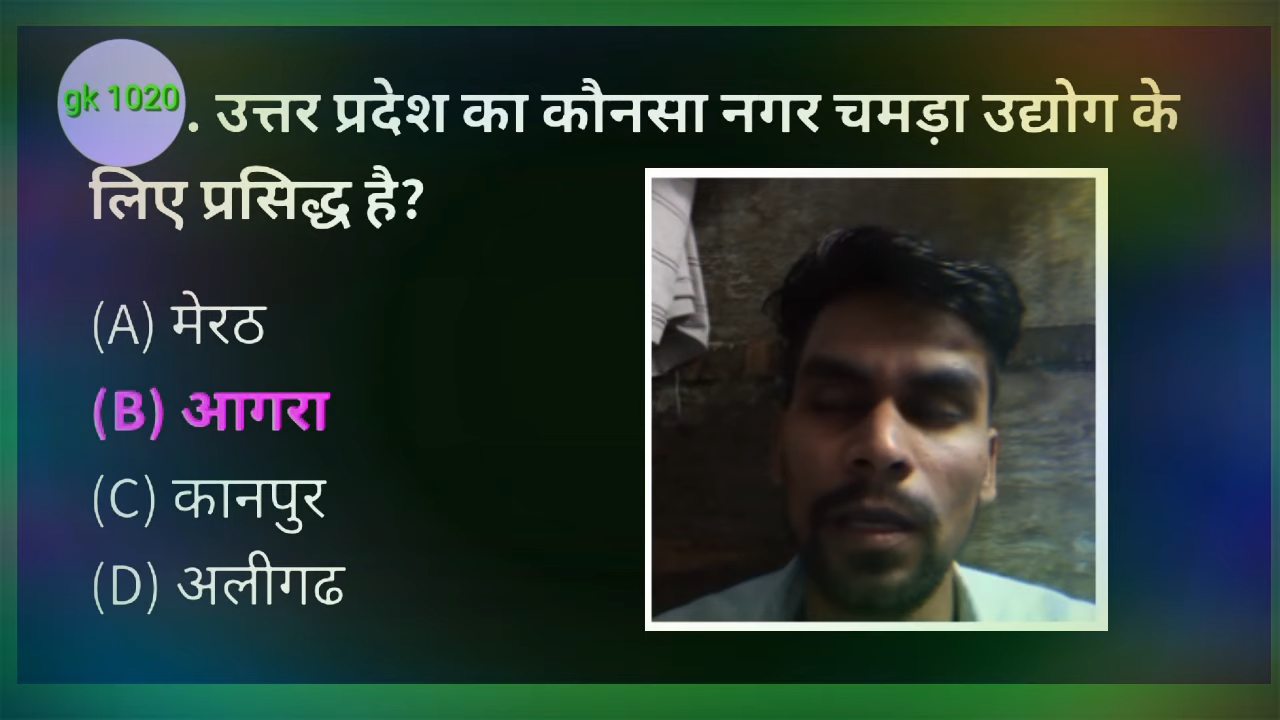 gk 1020
. उत्तर प्रदेश का कौनसा नगर चमड़ा उद्योग के
लिए प्रसिद्ध है?
(A) मेरठ
(B) आगरा
(C) कानपुर
(D) अलीगढ